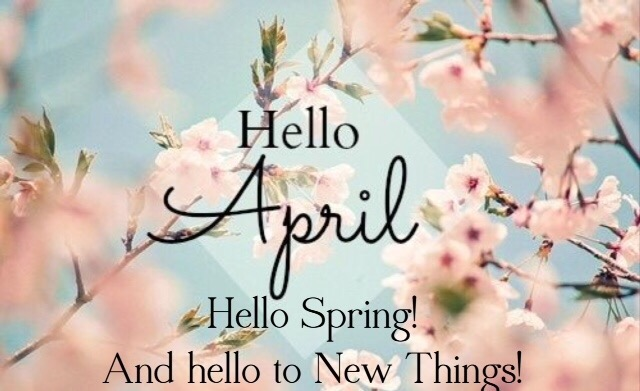 Hello
April
Hello Spring!
And hello to New Things!